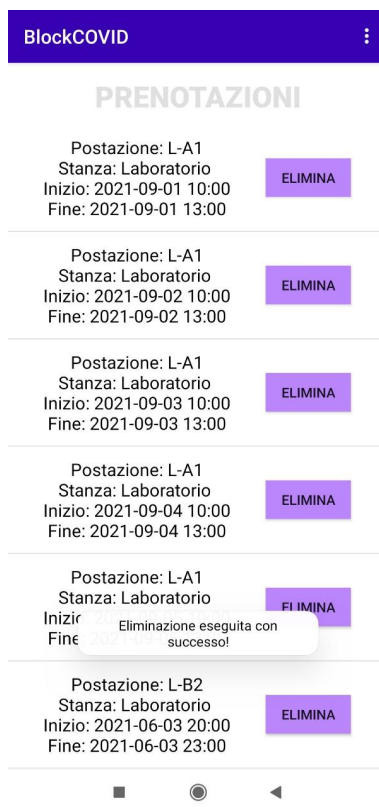 BlockCOVID
PRENOTAZIONI
Postazione: L-A1
Stanza: Laboratorio
Inizio: 2021-09-01 10:00
Fine: 2021-09-01 13:00
ELIMINA
Postazione: L-A1
Stanza: Laboratorio
Inizio: 2021-09-02 10:00
Fine: 2021-09-02 13:00
ELIMINA
Postazione: L-A1
Stanza: Laboratorio
Inizio: 2021-09-03 10:00
Fine: 2021-09-03 13:00
ELIMINA
Postazione: L-A1
Stanza: Laboratorio
Inizio: 2021-09-04 10:00
Fine: 2021-09-04 13:00
ELIMINA
Postazione: L-A1
Stanza: Laboratorio
ELIMINA
Eliminazione eseguita con
successo!
Postazione: L-B2
Stanza: Laboratorio
Inizio: 2021-06-03 20:00
Fine: 2021-06-03 23:00
ELIMINA